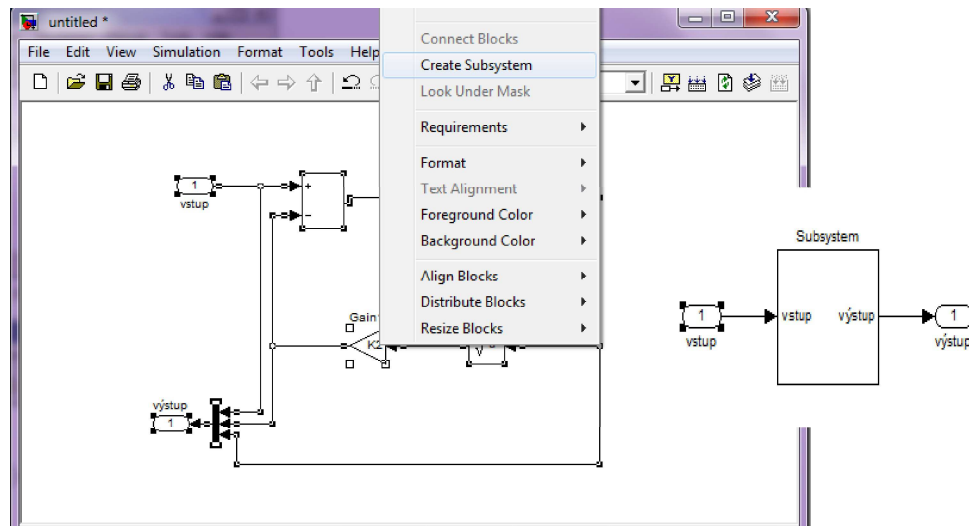 untitled *
File Edit View Simulation Format Tools Help
Connect Blocks
Create Subsystem
Look Under Mask
Requirements
Format
Text Alignment
Foreground Color
Background Color
Align Blocks
Distribute Blocks
Resize Blocks
1
vstup
+
−
Gain
K2
výstup
1
Subsystem
1
vstup
vstup
výstup
1
výstup